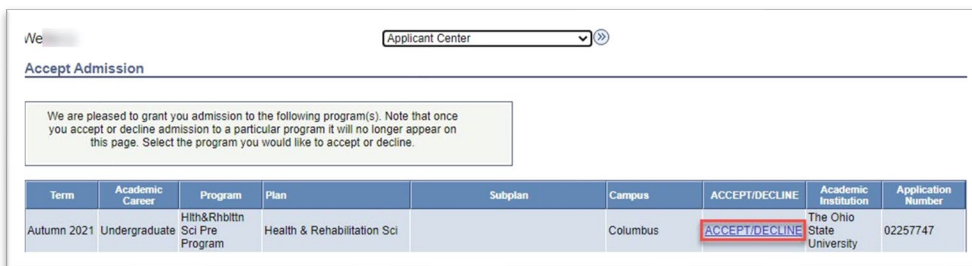 We
Applicant Center
Accept Admission
We are pleased to grant you admission to the following program(s). Note that once
you accept or decline admission to a particular program it will no longer appear on
this page. Select the program you would like to accept or decline.
Term Academic Career Program Plan Subplan Campus ACCEPT/DECLINE Academic Institution Application Number
Autumn 2021 Undergraduate Hlth&Rhblttn Sci Pre Program Health & Rehabilitation Sci Columbus ACCEPT/DECLINE The Ohio State University 02257747